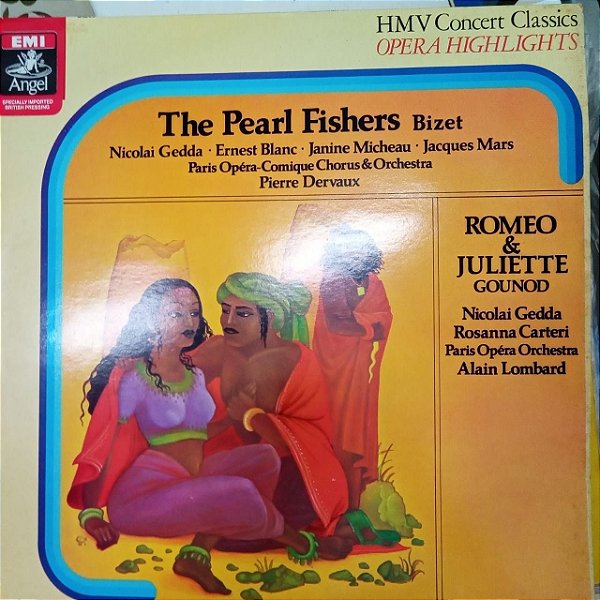 EMI
Angel
SPECIALLY IMPORTED
BRITISH PRESSING
HMV Concert Classics
OPERA HIGHLIGHTS
The Pearl Fishers Bizet
Nicolai Gedda · Ernest Blanc · Janine Micheau · Jacques Mars
Paris Opéra-Comique Chorus & Orchestra
Pierre Dervaux
ROMEO
&
JULIETTE
GOUNOD
Nicolai Gedda
Rosanna Carteri
Paris Opéra Orchestra
Alain Lombard